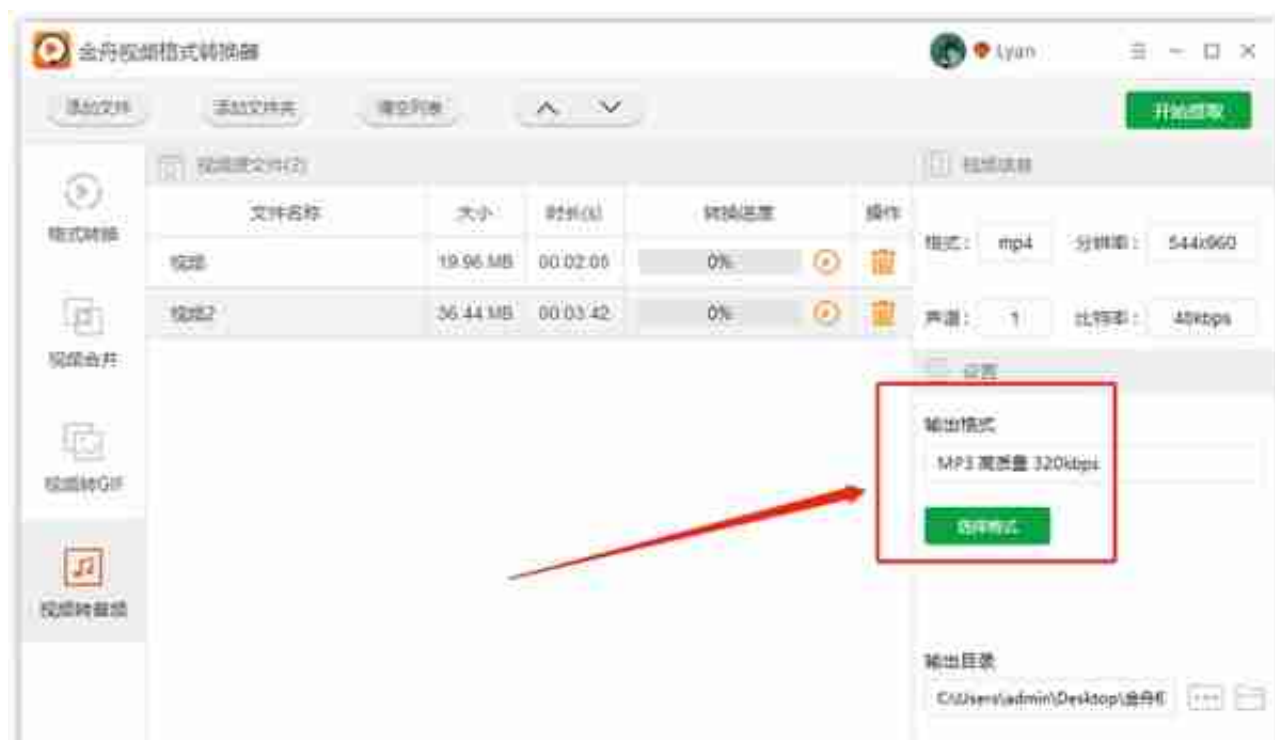 金舟视频格式转换器
Lyan
添加文件 添加文件夹 清空列表
开始提取
视频源文件(2)
视频信息
文件名称 大小 时长(s) 转换进度 操作
格式转换
视频 19.96 MB 0%
格式： mp4 分辨率： 544x960
视频2 36.44 MB 00:03:42 0%
声道： 1 比特率： 48kbps
视频合并
设置
输出格式
MP3 高质量 320kbps
视频转GIF
选择格式
视频转音频
输出目录
C:\Users\admin\Desktop\金舟